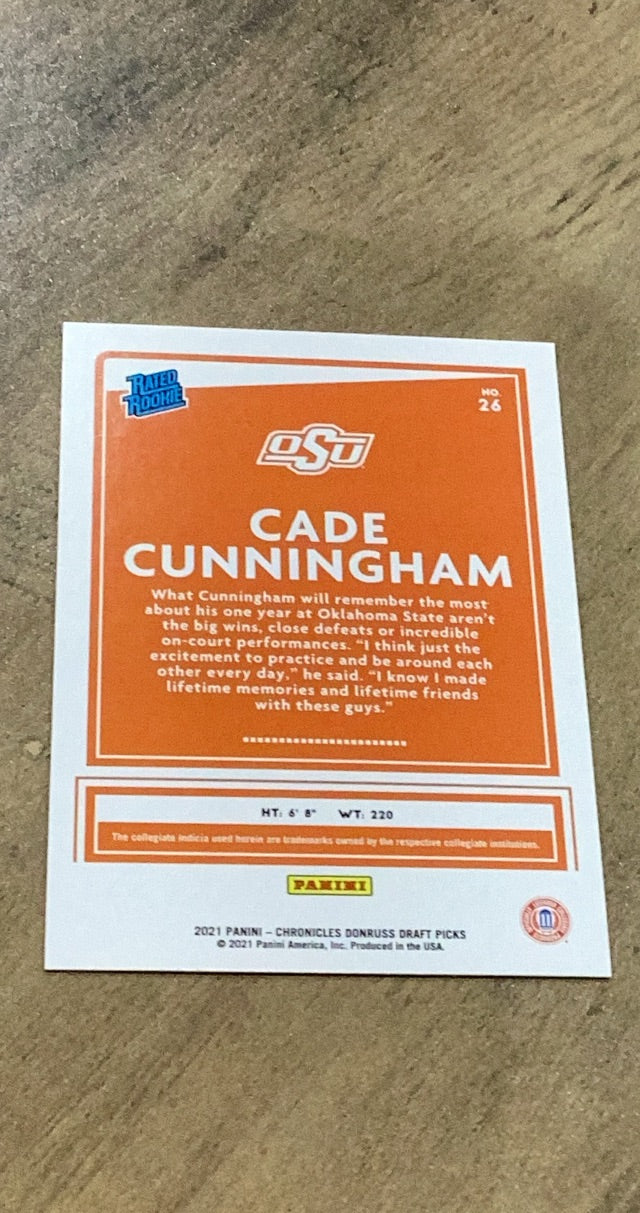 RATED
ROOKIE
NO.
26
OSU
CADE
CUNNINGHAM
What Cunningham will remember the most
about his one year at Oklahoma State aren't
the big wins, close defeats or incredible
on-court performances. "I think just the
excitement to practice and be around each
other every day," he said. "I know I made
lifetime memories and lifetime friends
with these guys."
HT: 6' 8" WT: 220
The collegiate indicia used herein are trademarks owned by the respective collegiate institutions.
PANINI
2021 PANINI – CHRONICLES DONRUSS DRAFT PICKS
© 2021 Panini America, Inc. Produced in the USA.